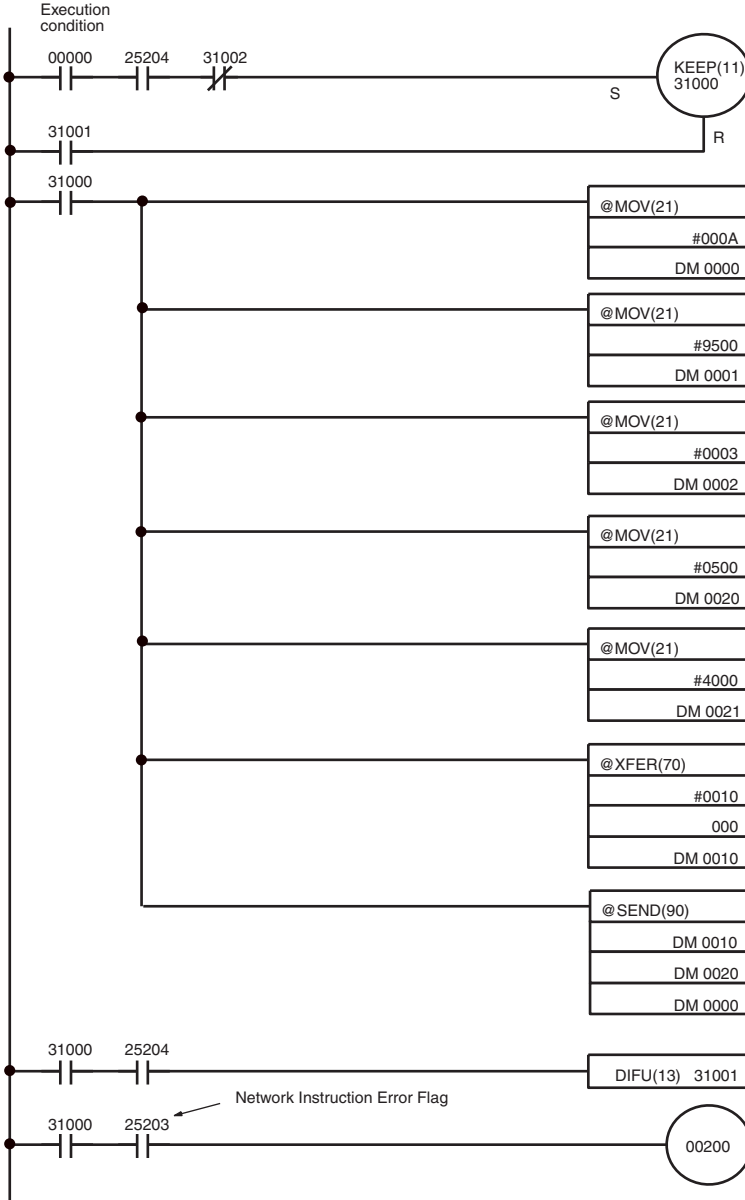 Execution
condition
00000 25204 31002
KEEP(11)
31000
S
31001
R
31000
@MOV(21)
#000A
DM 0000
@MOV(21)
#9500
DM 0001
@MOV(21)
#0003
DM 0002
@MOV(21)
#0500
DM 0020
@MOV(21)
#4000
DM 0021
@XFER(70)
#0010
000
DM 0010
@SEND(90)
DM 0010
DM 0020
DM 0000
31000 25204
DIFU(13) 31001
Network Instruction Error Flag
31000 25203
00200